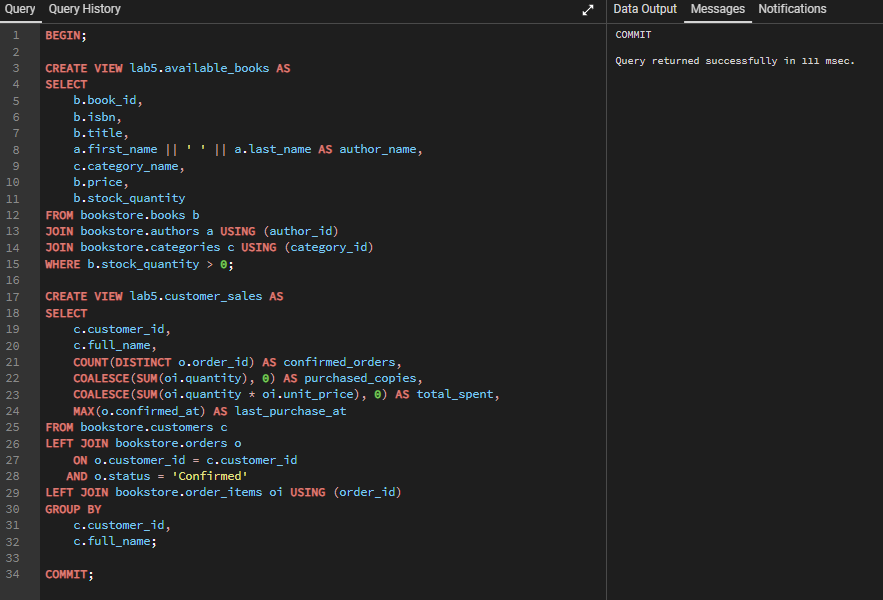 Query Query History
Data Output Messages Notifications
1 BEGIN;
2
3 CREATE VIEW lab5.available_books AS
4 SELECT
5     b.book_id,
6     b.isbn,
7     b.title,
8     a.first_name || ' ' || a.last_name AS author_name,
9     c.category_name,
10     b.price,
11     b.stock_quantity
12 FROM bookstore.books b
13 JOIN bookstore.authors a USING (author_id)
14 JOIN bookstore.categories c USING (category_id)
15 WHERE b.stock_quantity > 0;
16
17 CREATE VIEW lab5.customer_sales AS
18 SELECT
19     c.customer_id,
20     c.full_name,
21     COUNT(DISTINCT o.order_id) AS confirmed_orders,
22     COALESCE(SUM(oi.quantity), 0) AS purchased_copies,
23     COALESCE(SUM(oi.quantity * oi.unit_price), 0) AS total_spent,
24     MAX(o.confirmed_at) AS last_purchase_at
25 FROM bookstore.customers c
26 LEFT JOIN bookstore.orders o
27     ON o.customer_id = c.customer_id
28    AND o.status = 'Confirmed'
29 LEFT JOIN bookstore.order_items oi USING (order_id)
30 GROUP BY
31     c.customer_id,
32     c.full_name;
33
34 COMMIT;
COMMIT
Query returned successfully in 111 msec.